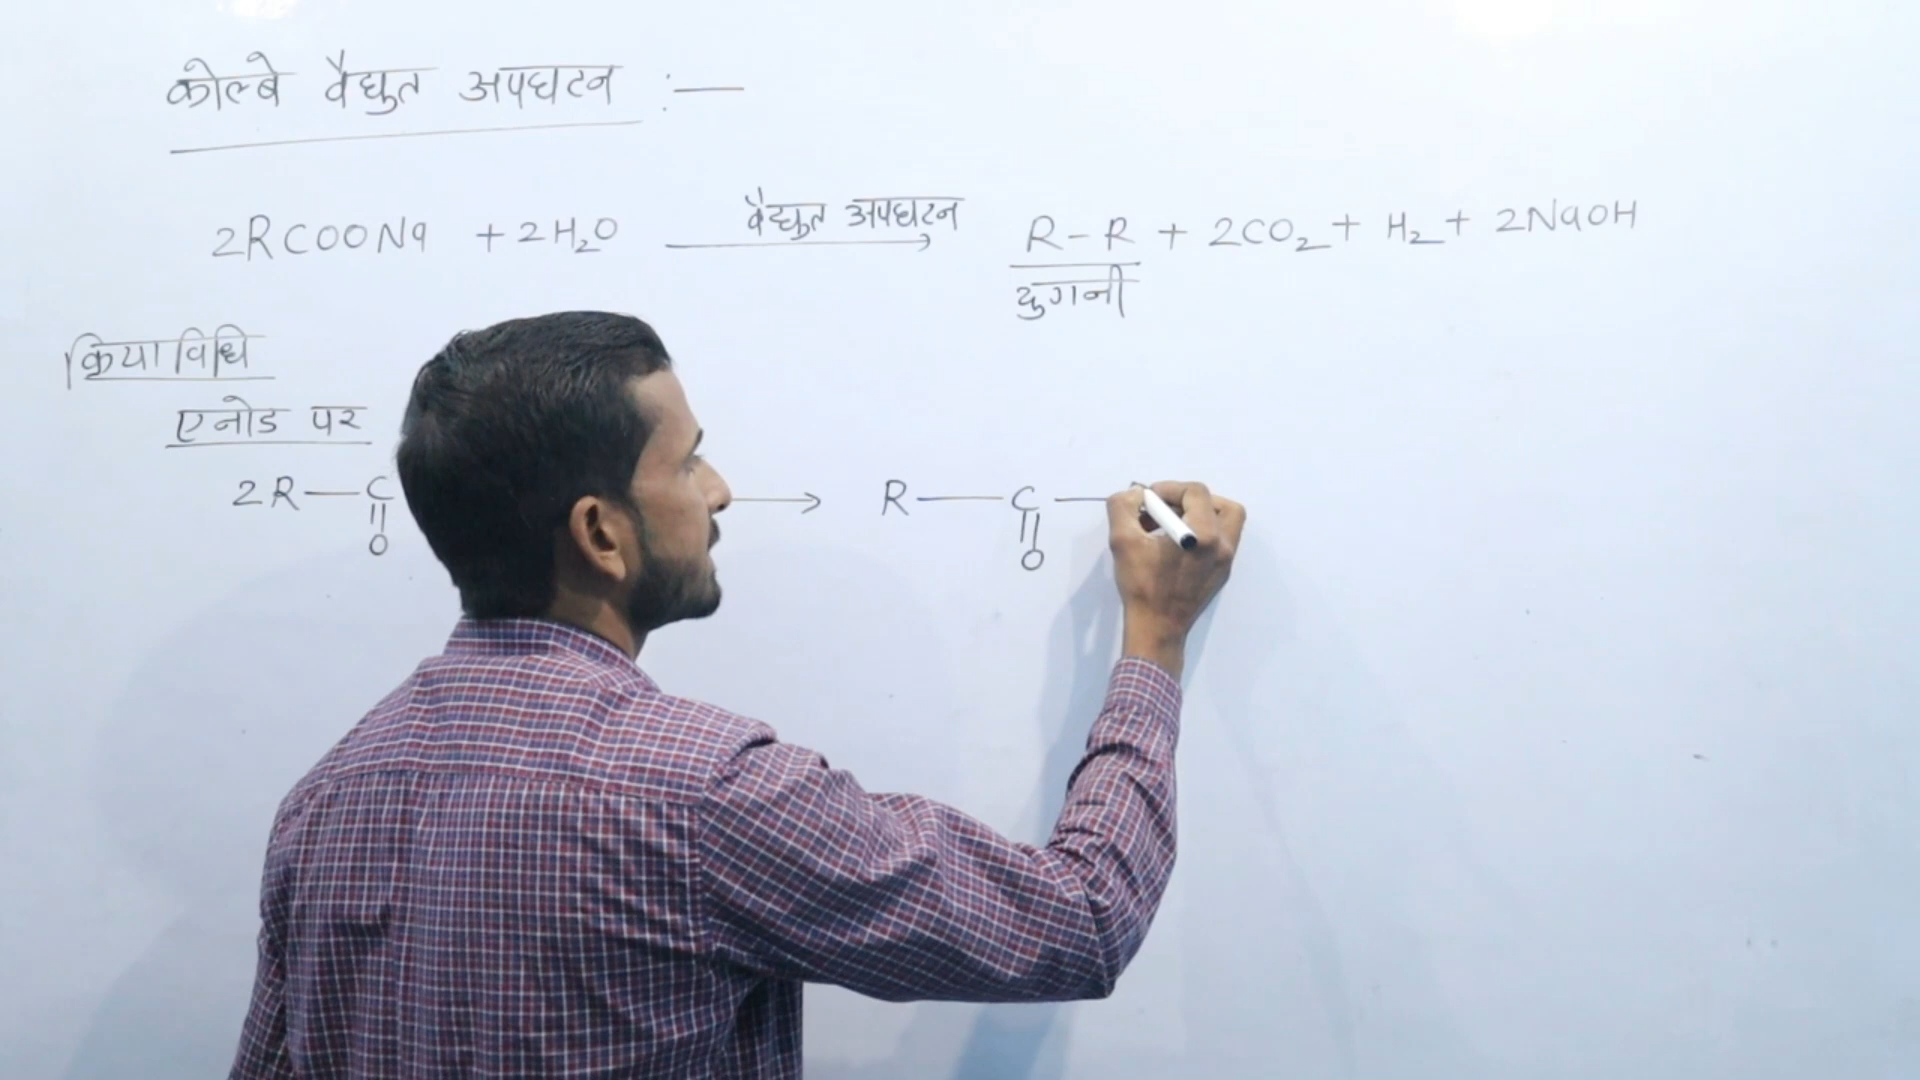 कोल्बे वैद्युत अपघटन :—
2RCOONa + 2H₂O —वैद्युत अपघटन→ R–R + 2CO₂ + H₂ + 2NaOH
दुगनी
क्रियाविधि
एनोड पर
2R—C → R—C—
O O